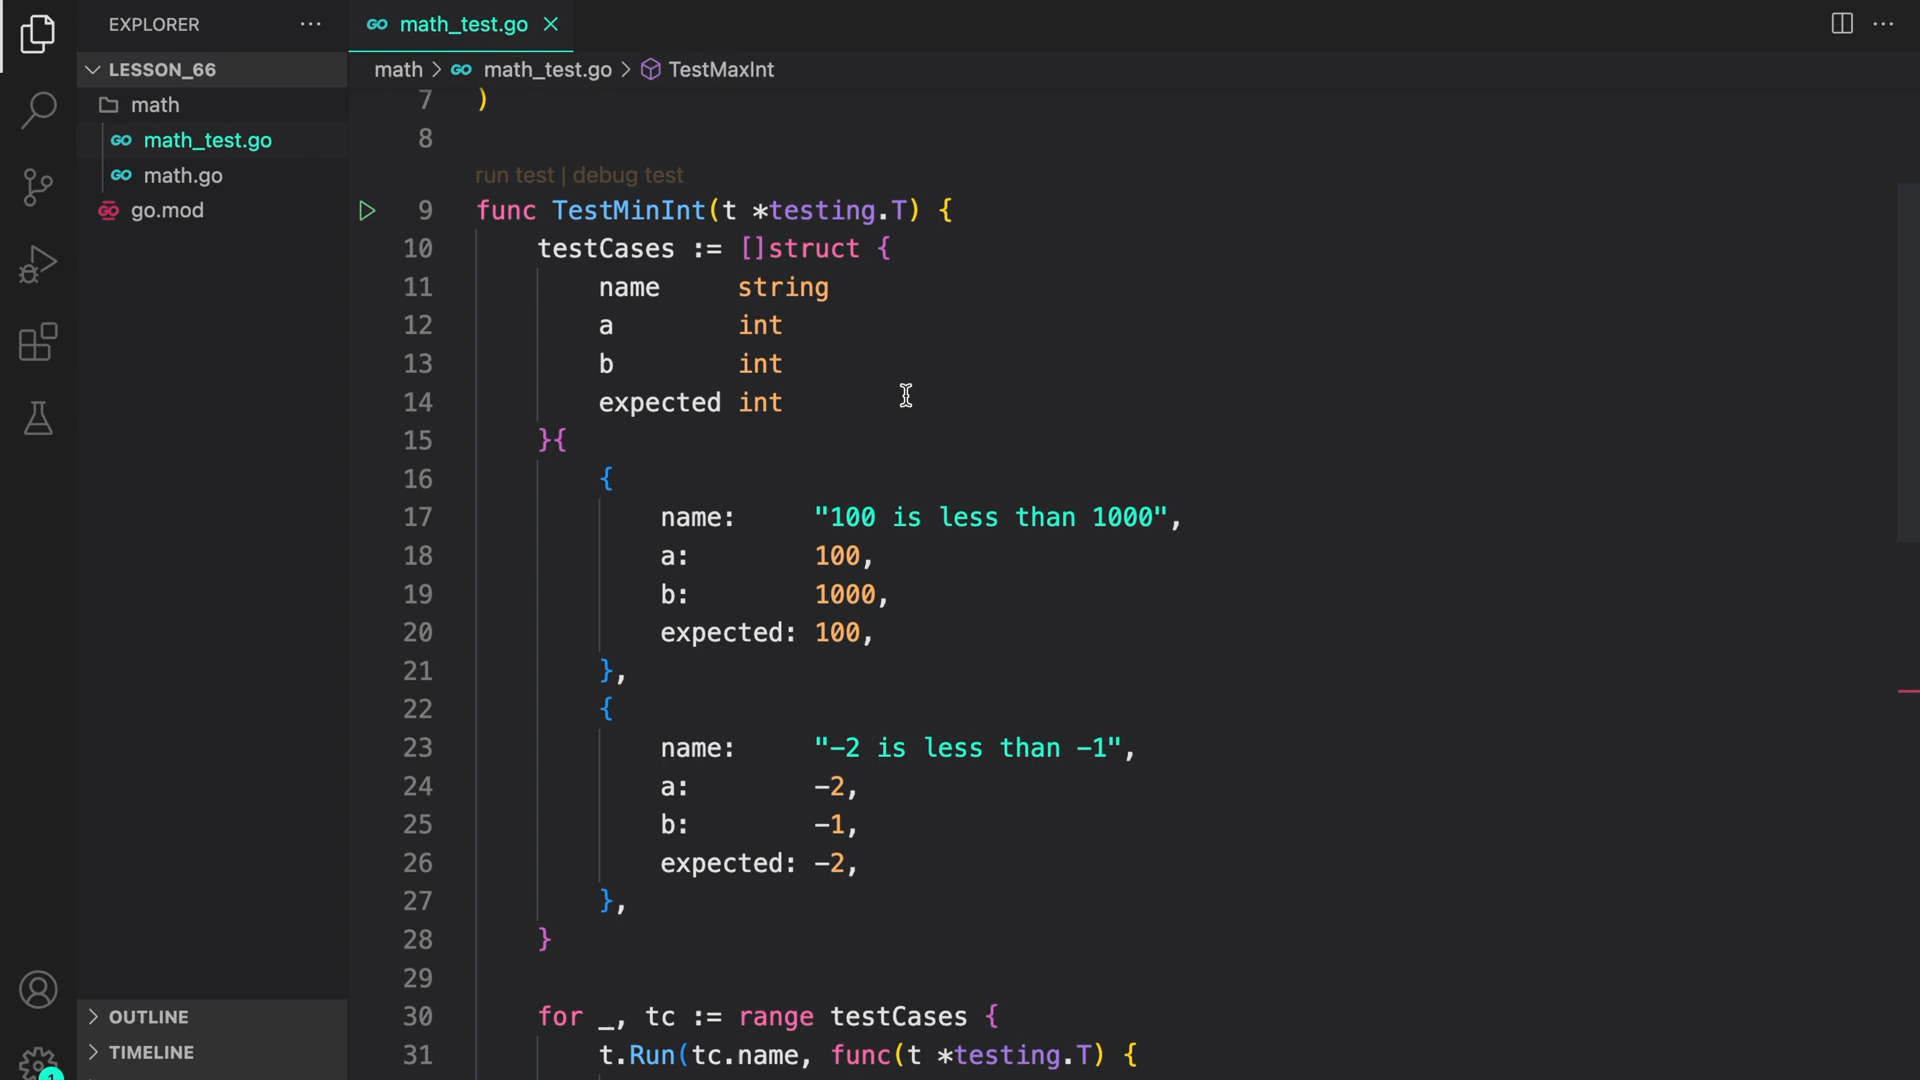 EXPLORER
math_test.go
LESSON_66
math
math_test.go
math.go
go.mod
OUTLINE
TIMELINE
1
math > math_test.go > TestMaxInt
7 )
8
run test | debug test
9 func TestMinInt(t *testing.T) {
10 testCases := []struct {
11 name string
12 a int
13 b int
14 expected int
15 }{
16 {
17 name: "100 is less than 1000",
18 a: 100,
19 b: 1000,
20 expected: 100,
21 },
22 {
23 name: "-2 is less than -1",
24 a: -2,
25 b: -1,
26 expected: -2,
27 },
28 }
29
30 for _, tc := range testCases {
31 t.Run(tc.name, func(t *testing.T) {